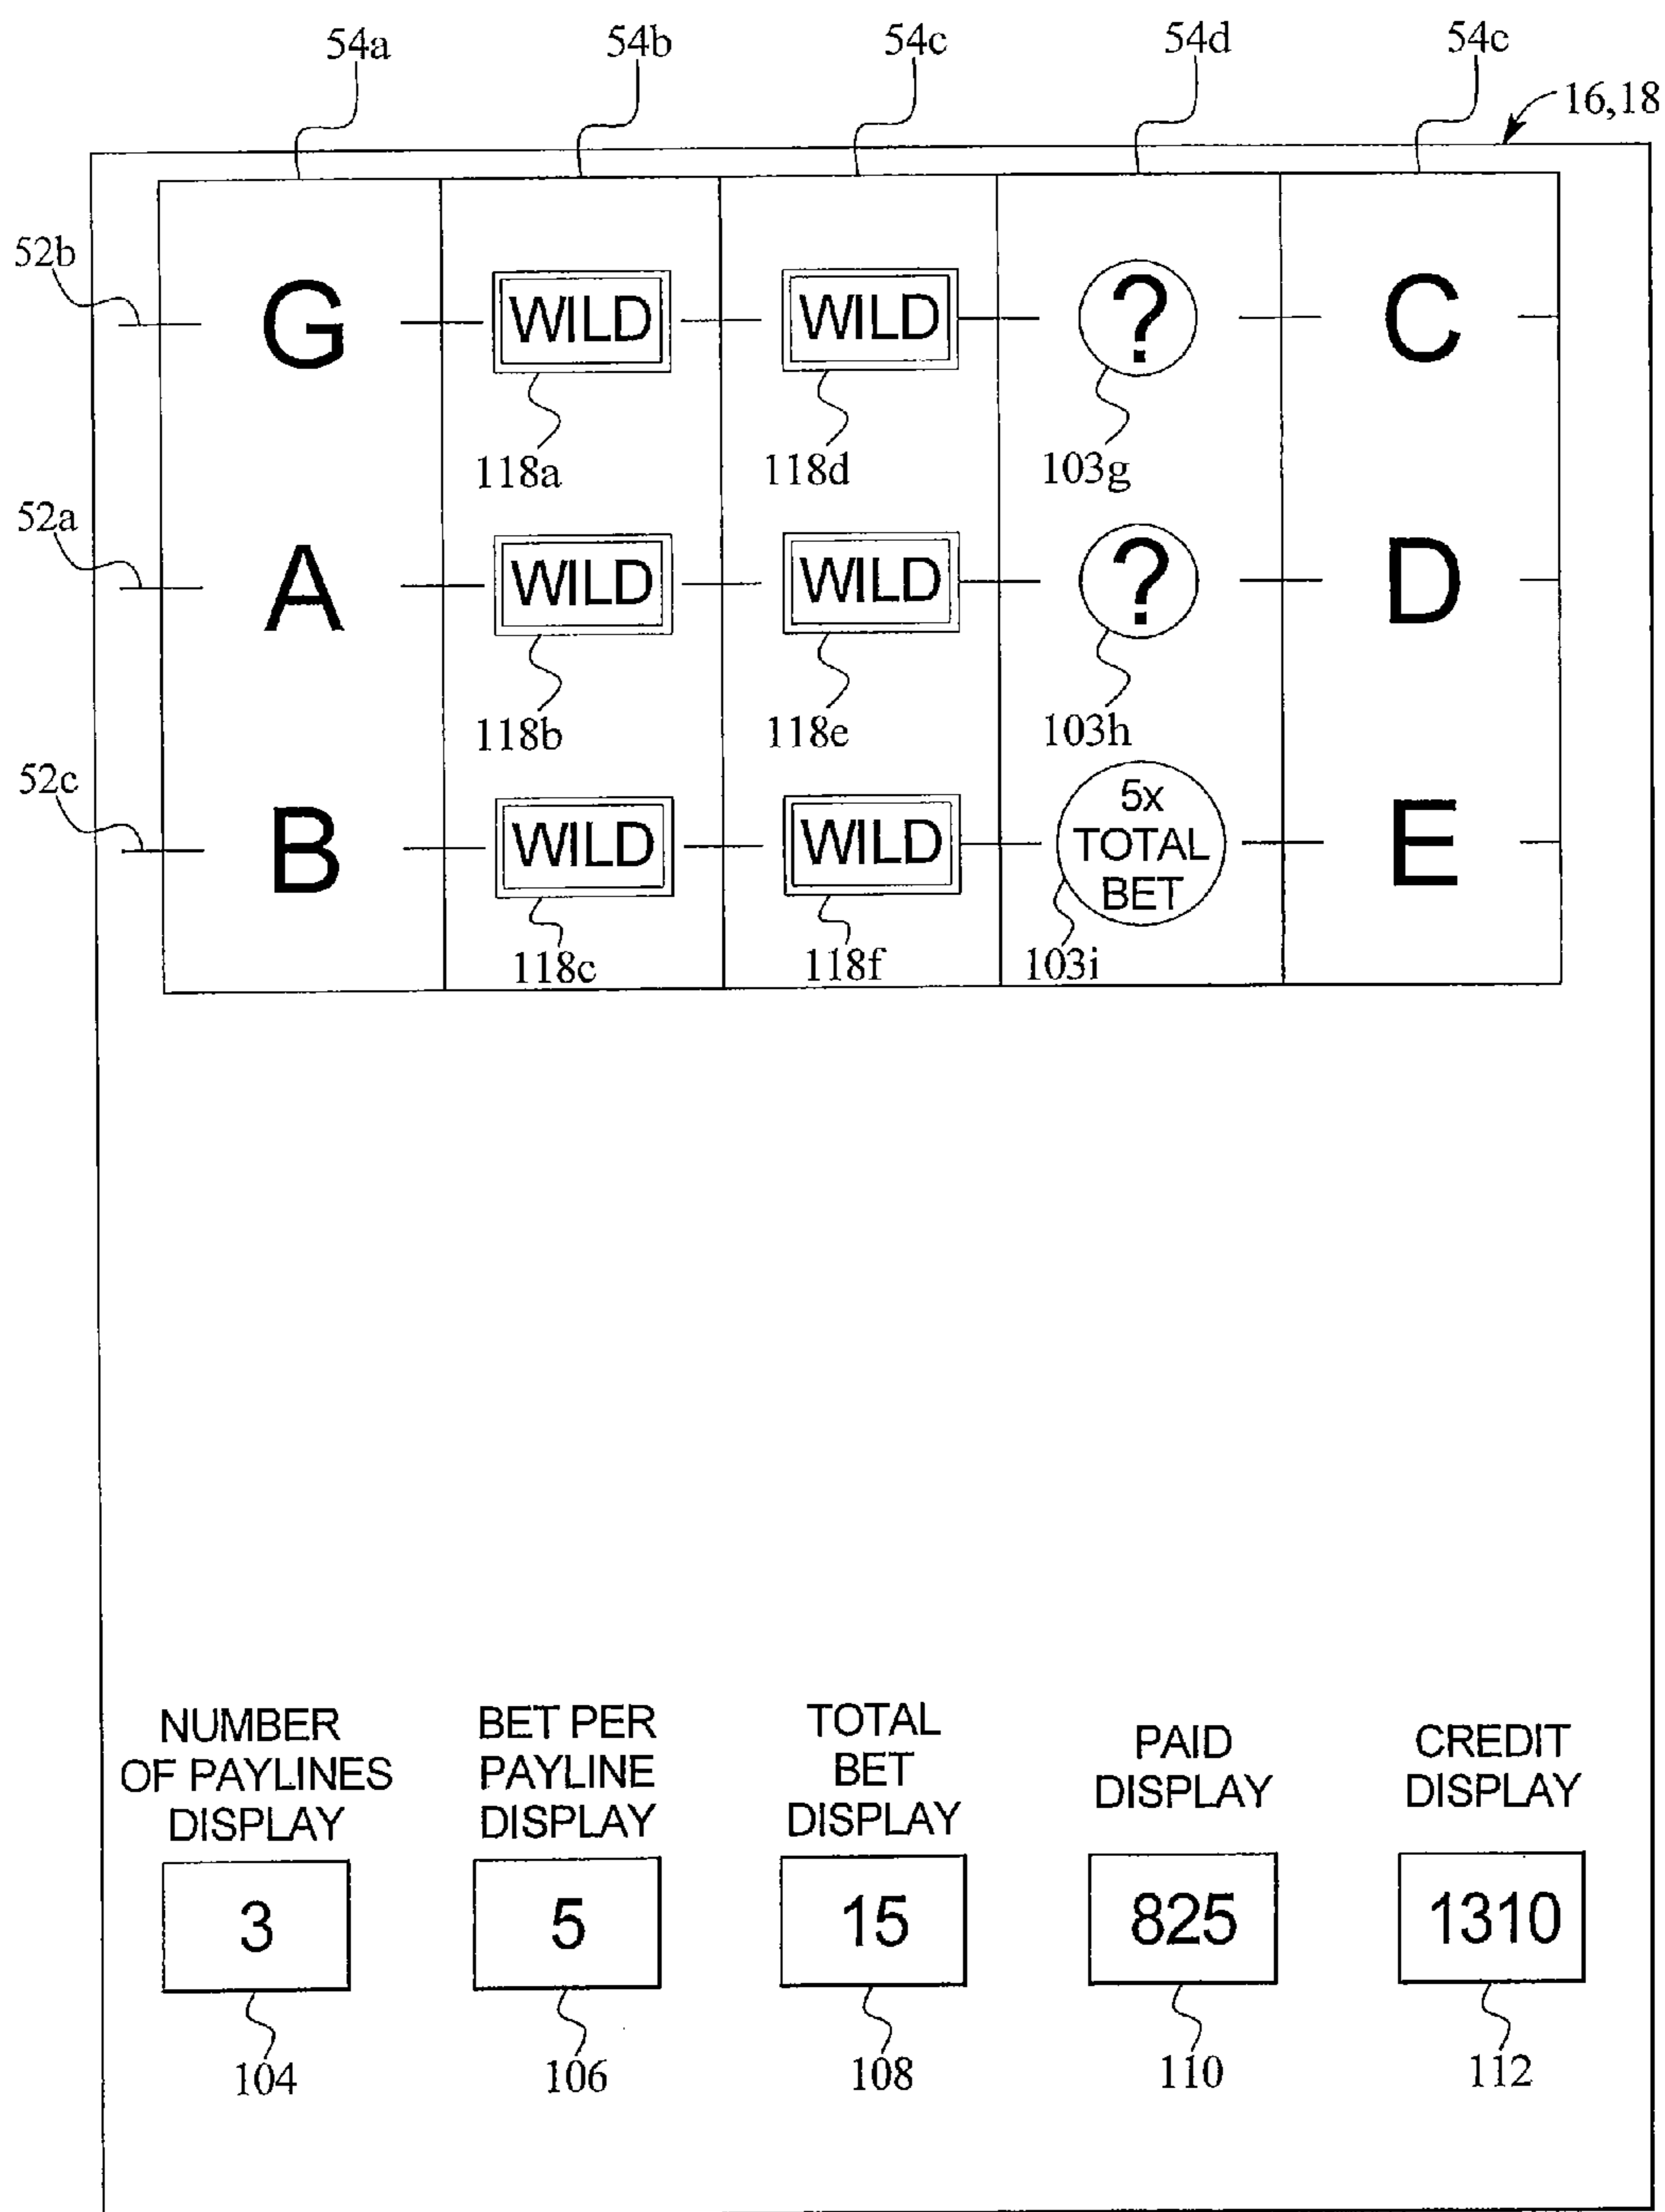 54a 54b 54c 54d 54e
16,18
52b
G WILD WILD ? C
118a 118d 103g
52a
A WILD WILD ? D
118b 118e 103h
52c
B WILD WILD 5x TOTAL BET E
118c 118f 103i
NUMBER OF PAYLINES DISPLAY
BET PER PAYLINE DISPLAY
TOTAL BET DISPLAY
PAID DISPLAY
CREDIT DISPLAY
3 5 15 825 1310
104 106 108 110 112